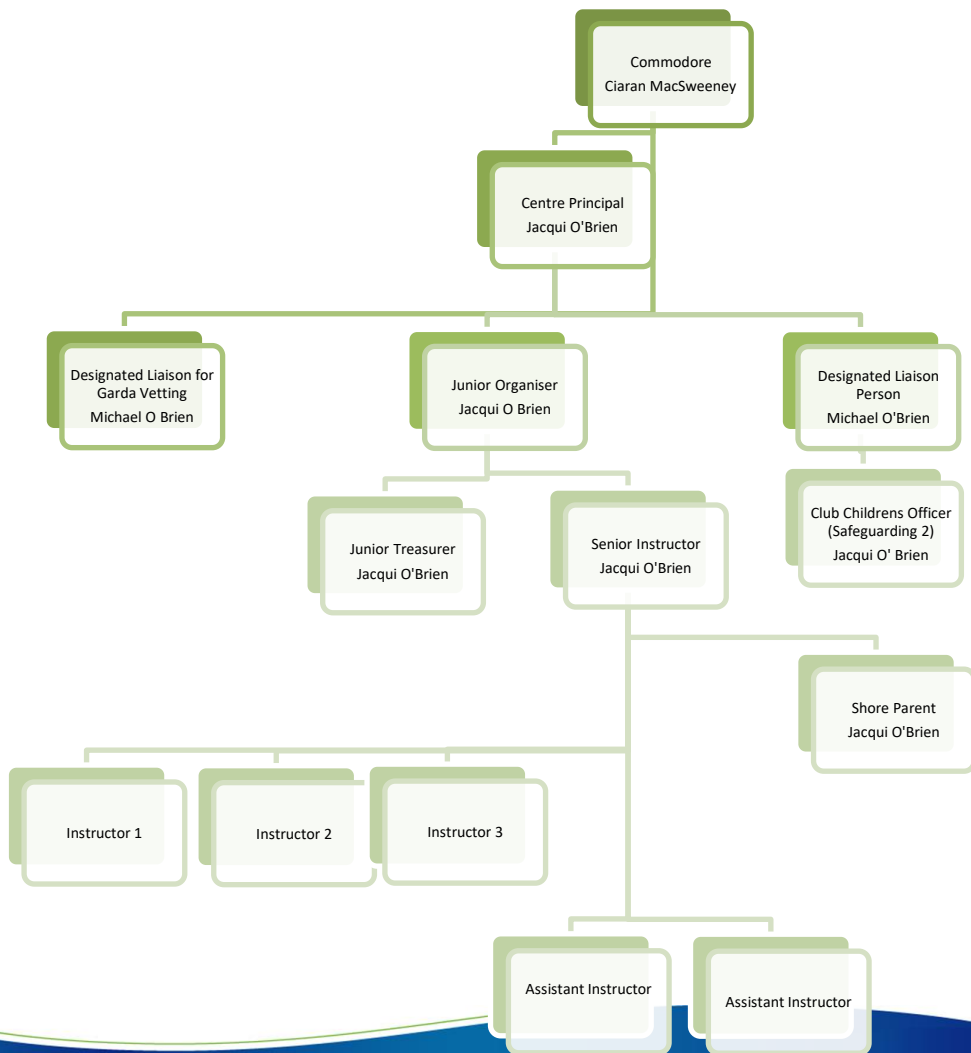 Commodore
Ciaran MacSweeney
Centre Principal
Jacqui O'Brien
Designated Liaison for
Garda Vetting
Michael O Brien
Junior Organiser
Jacqui O Brien
Designated Liaison
Person
Michael O'Brien
Junior Treasurer
Jacqui O'Brien
Senior Instructor
Jacqui O'Brien
Club Childrens Officer
(Safeguarding 2)
Jacqui O' Brien
Shore Parent
Jacqui O'Brien
Instructor 1
Instructor 2
Instructor 3
Assistant Instructor
Assistant Instructor